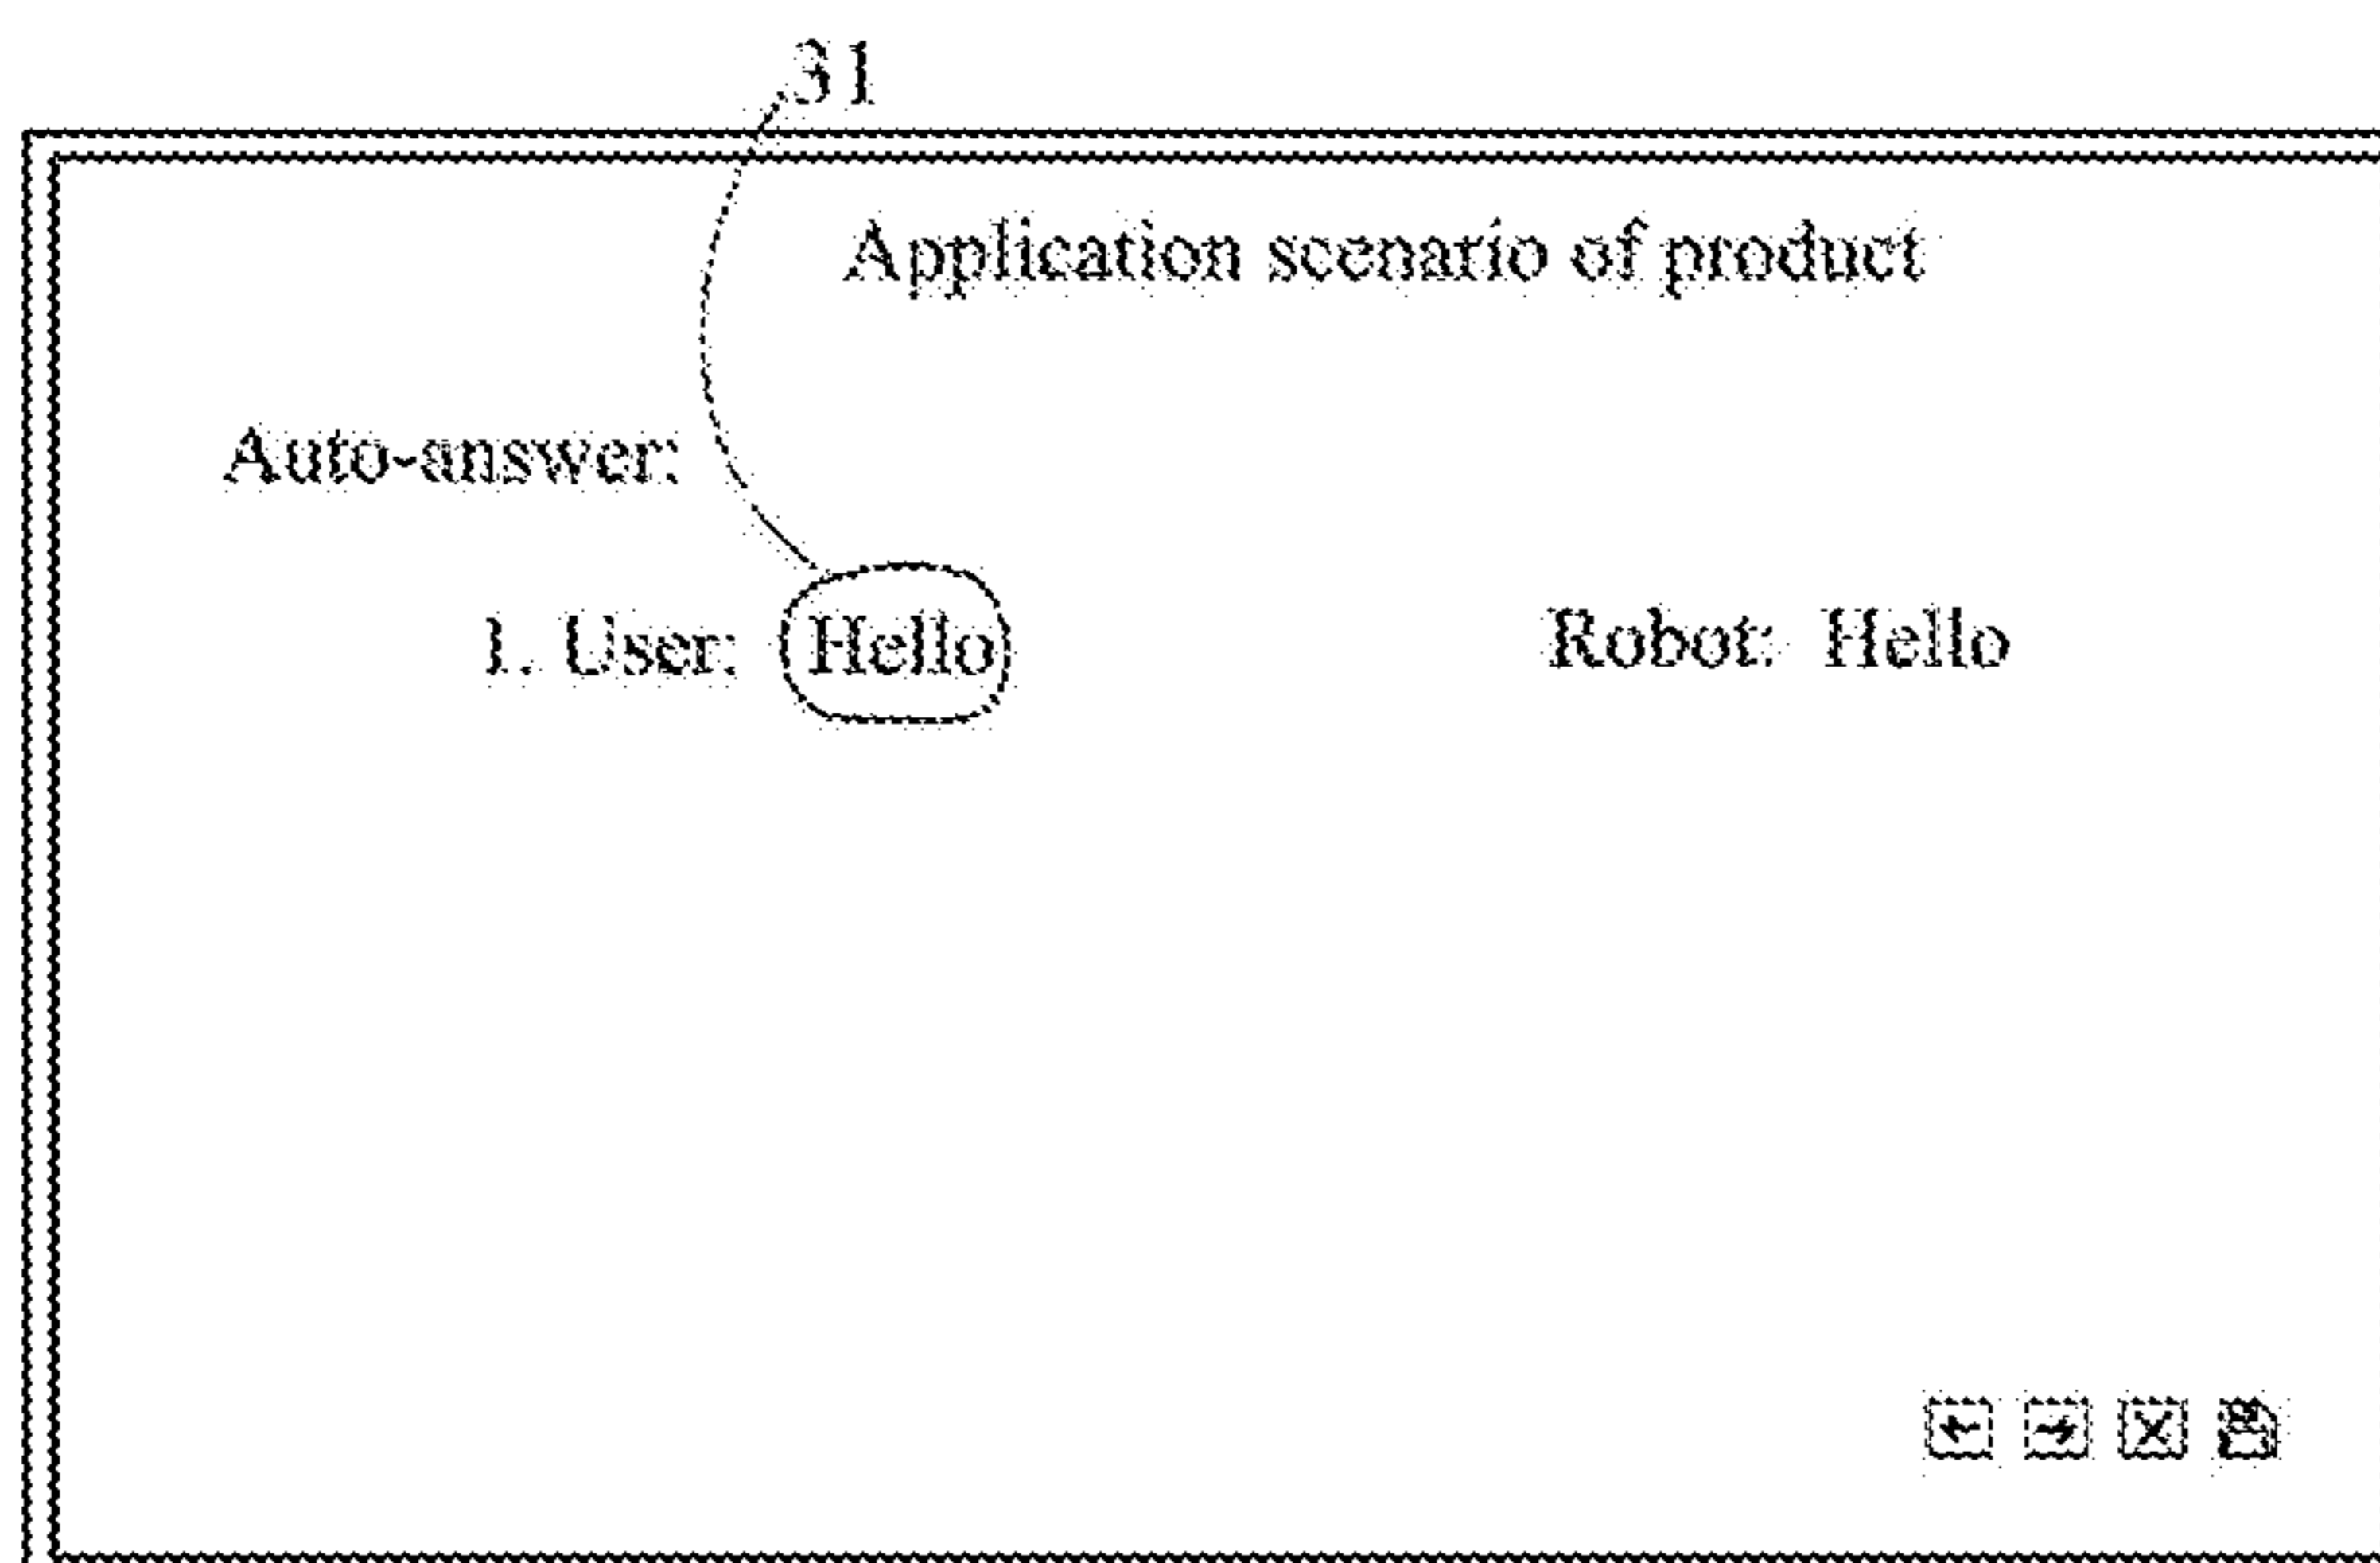 31
Application scenario of product
Auto-answer:
1. User: Hello Robot: Hello